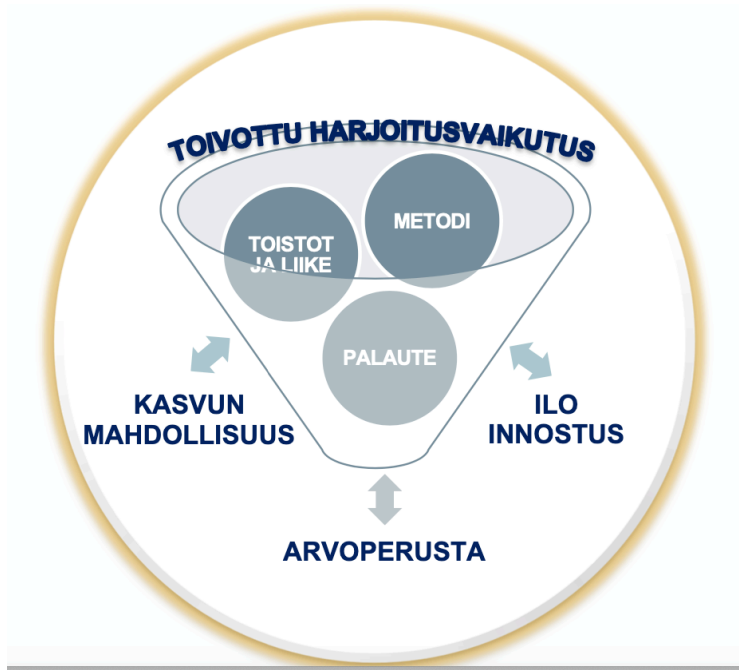 TOIVOTTU HARJOITUSVAIKUTUS
METODI
TOISTOT
JA LIIKE
PALAUTE
KASVUN
MAHDOLLISUUS
ILO
INNOSTUS
ARVOPERUSTA